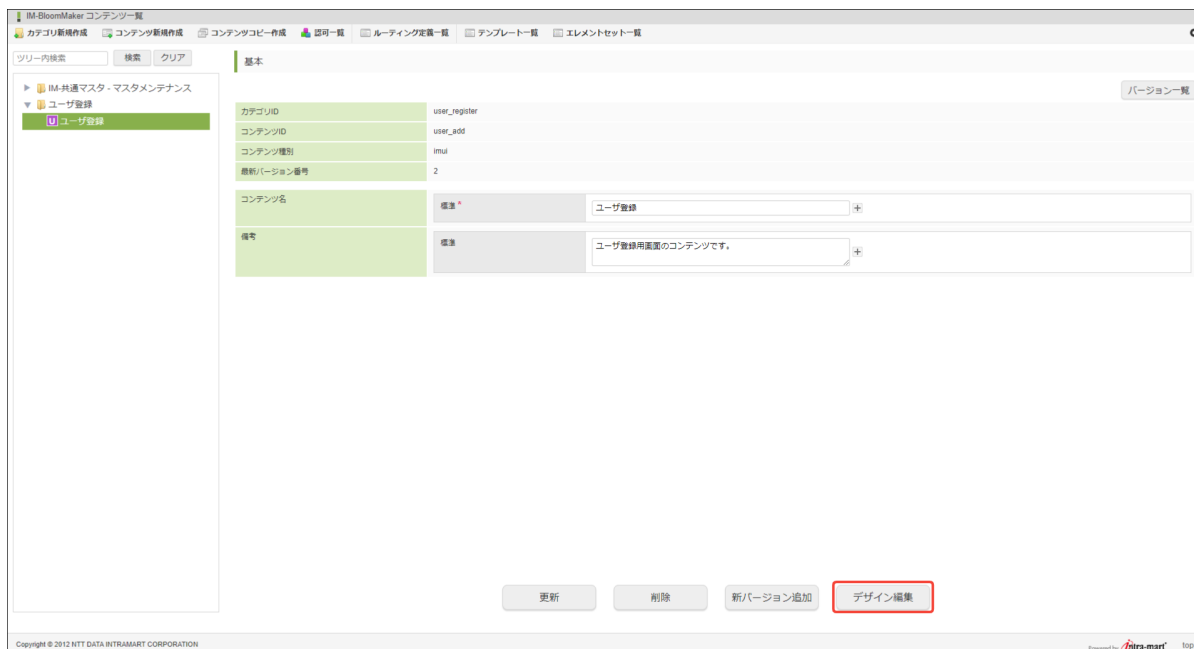 IM-BloomMaker コンテンツ一覧
カテゴリ新規作成 コンテンツ新規作成 コンテンツコピー作成 認可一覧 ルーティング定義一覧 テンプレート一覧 エレメントセット一覧
ツリー内検索 検索 クリア
基本
IM-共通マスタ - マスタメンテナンス
ユーザ登録
U ユーザ登録
バージョン一覧
カテゴリID user_register
コンテンツID user_add
コンテンツ種別 imui
最新バージョン番号 2
コンテンツ名 標準 * ユーザ登録
備考 標準 ユーザ登録用画面のコンテンツです。
更新 削除 新バージョン追加 デザイン編集
Copyright © 2012 NTT DATA INTRAMART CORPORATION
Powered by intra-mart top